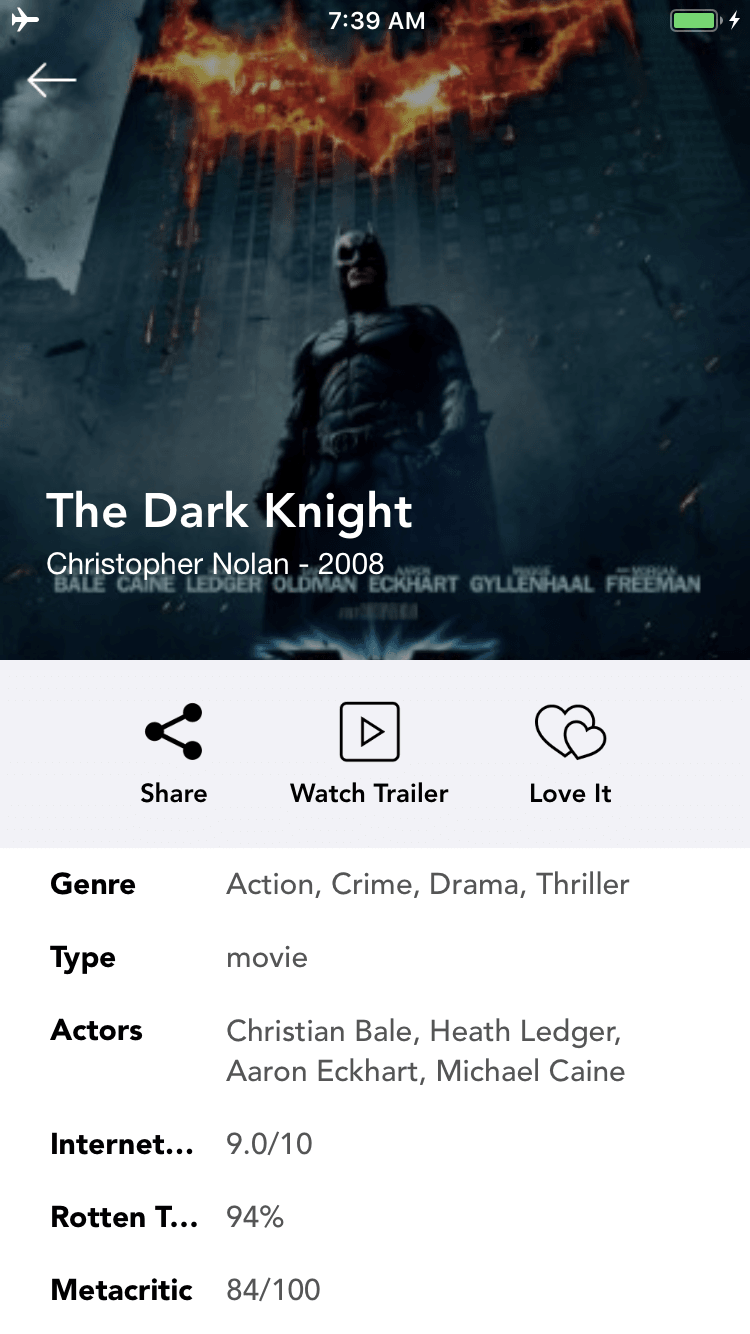 7:39 AM
The Dark Knight
Christopher Nolan - 2008
BALE CAINE LEDGER OLDMAN ECKHART GYLLENHAAL FREEMAN
Share
Watch Trailer
Love It
Genre Action, Crime, Drama, Thriller
Type movie
Actors Christian Bale, Heath Ledger,
Aaron Eckhart, Michael Caine
Internet... 9.0/10
Rotten T... 94%
Metacritic 84/100